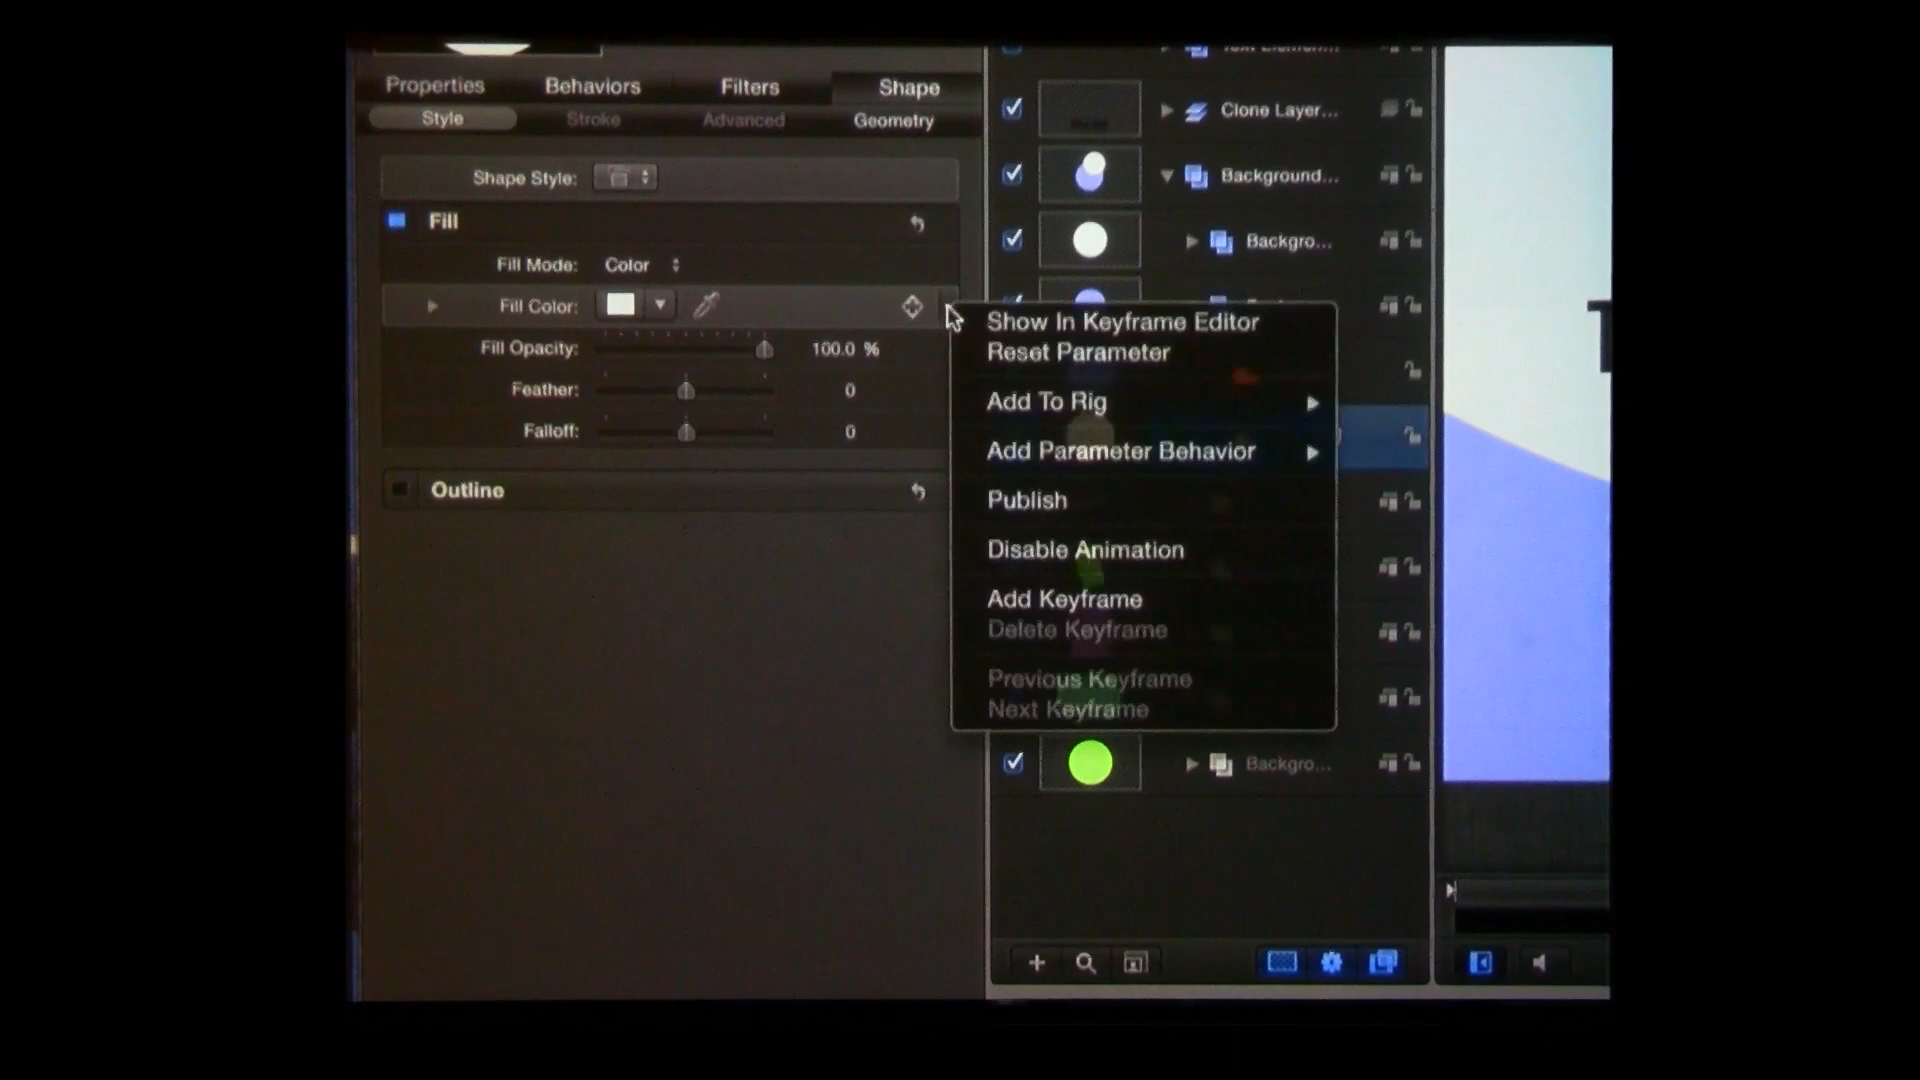 Properties Behaviors Filters Shape
Style Stroke Advanced Geometry
Shape Style:
Fill
Fill Mode: Color
Fill Color:
Fill Opacity: 100.0 %
Feather: 0
Falloff: 0
Outline
Clone Layer...
Background...
Backgro...
Show In Keyframe Editor
Reset Parameter
Add To Rig
Add Parameter Behavior
Publish
Disable Animation
Add Keyframe
Delete Keyframe
Previous Keyframe
Next Keyframe
Backgro...
T